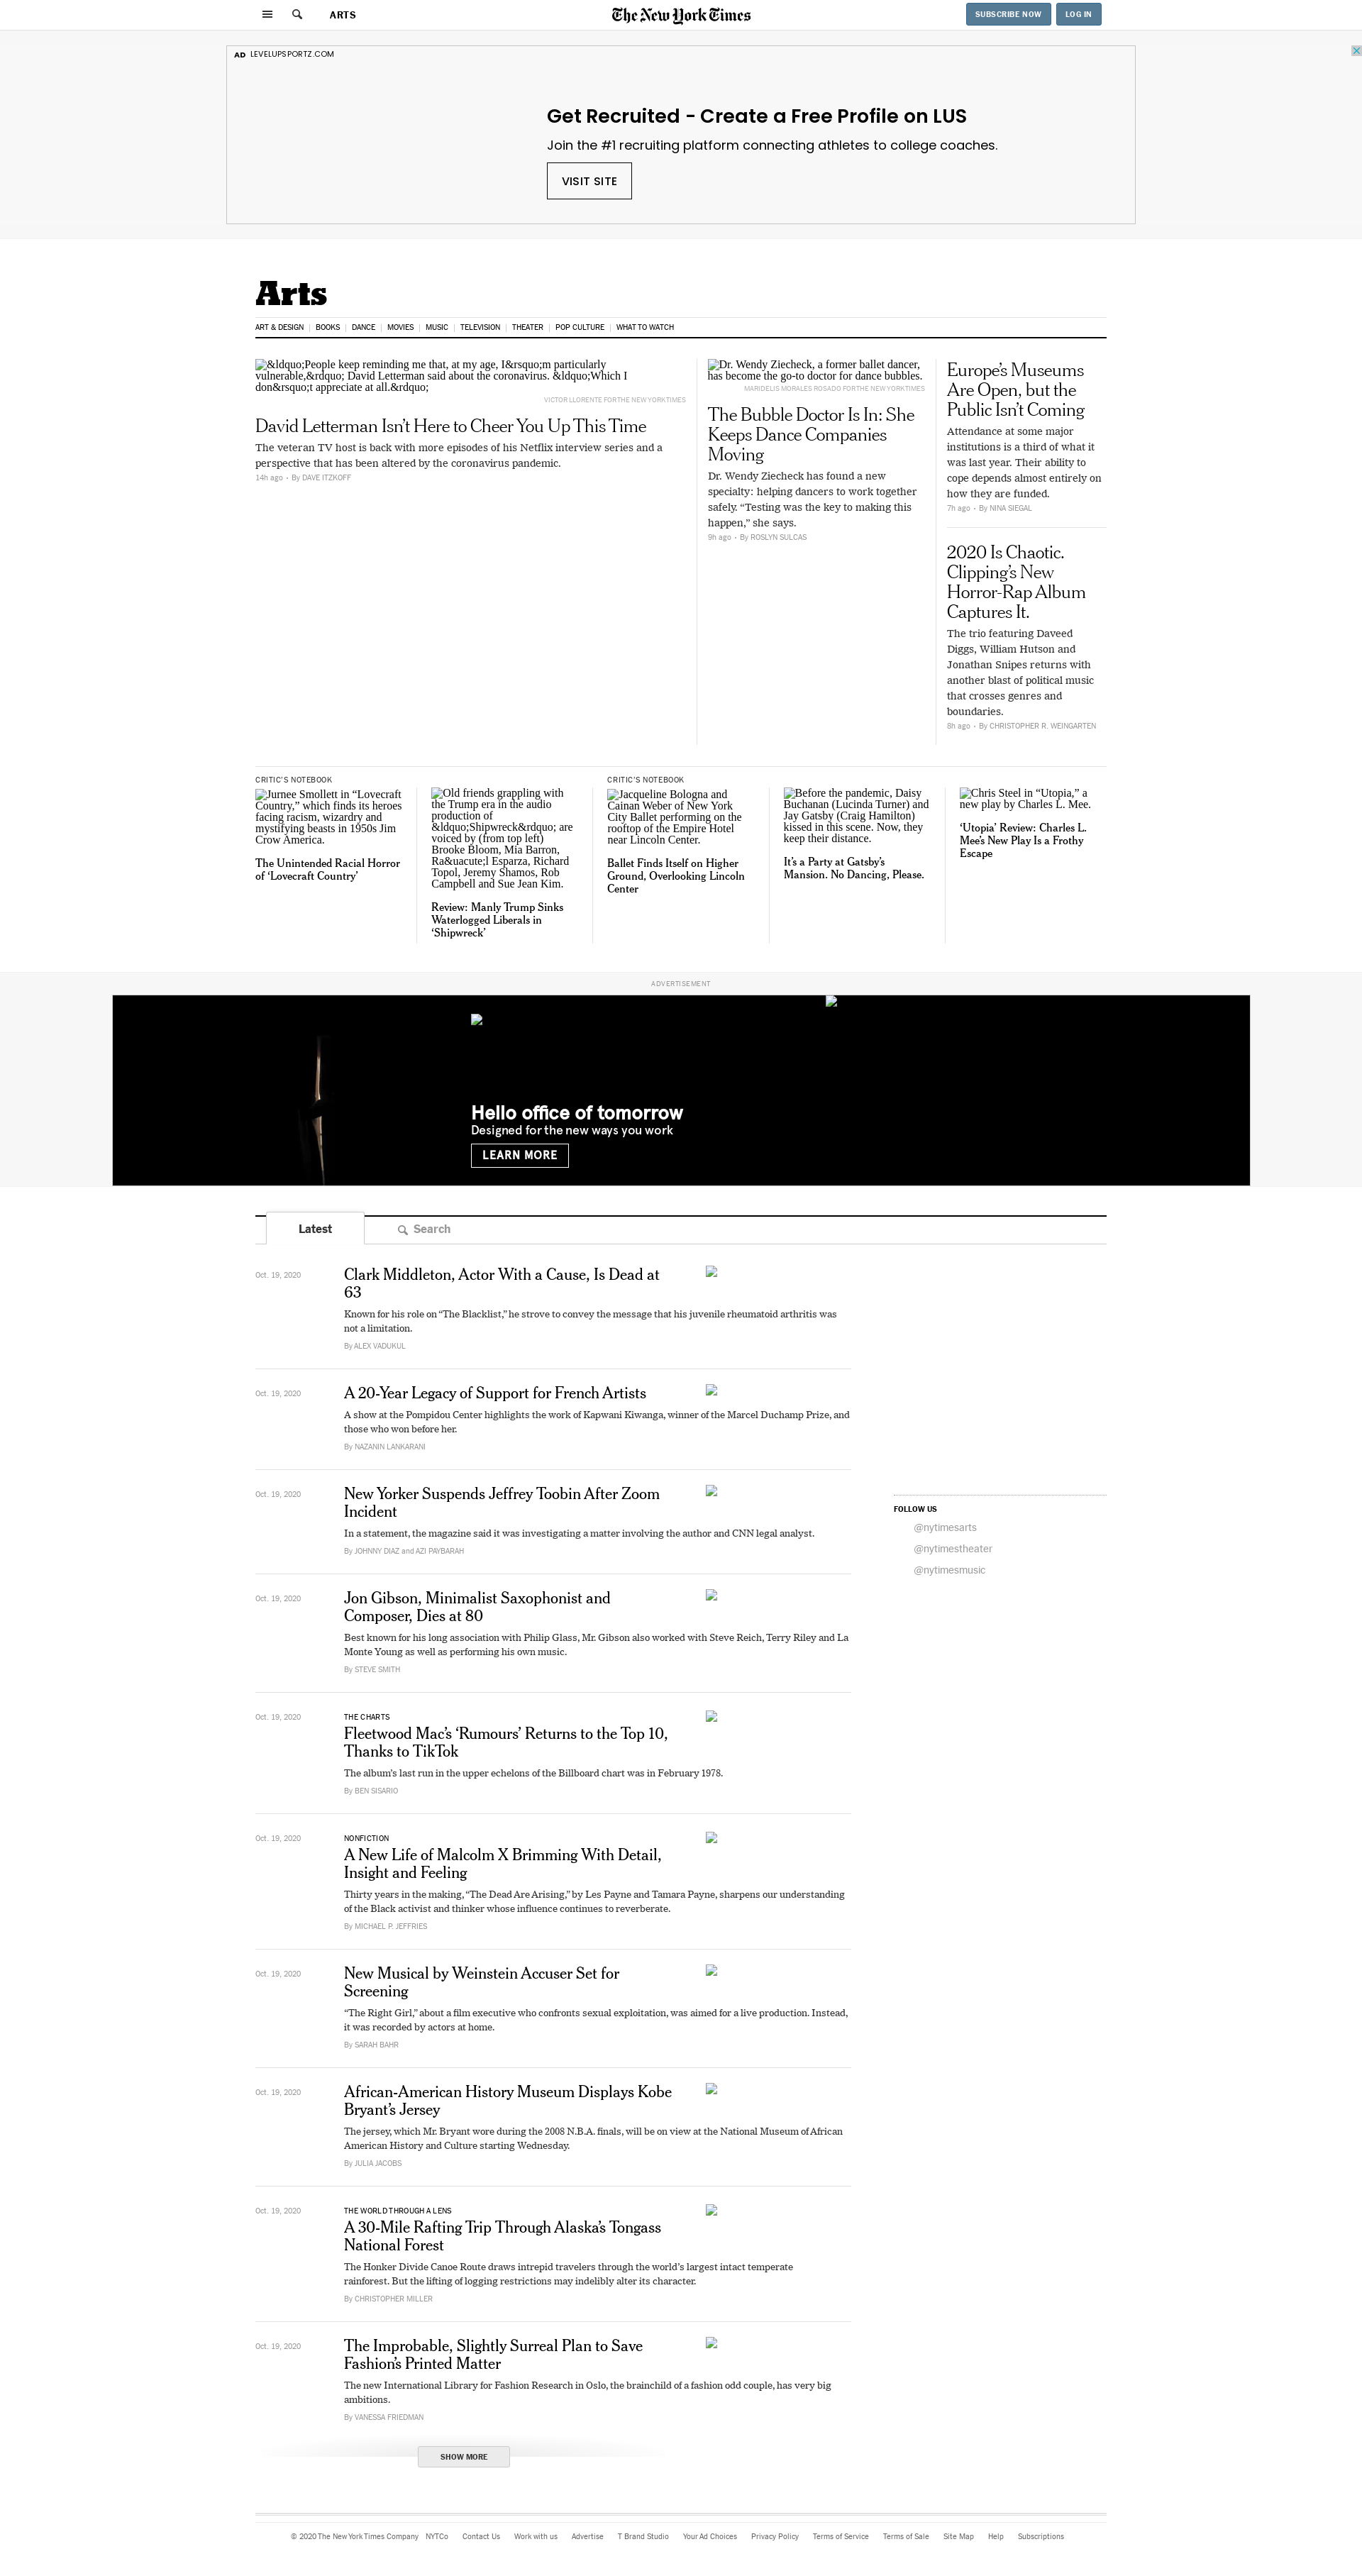 ARTS
The New York Times
SUBSCRIBE NOW
LOG IN
AD LEVELUPSPORTZ.COM
Get Recruited - Create a Free Profile on LUS
Join the #1 recruiting platform connecting athletes to college coaches.
VISIT SITE
Arts
ART & DESIGN
BOOKS
DANCE
MOVIES
MUSIC
TELEVISION
THEATER
POP CULTURE
WHAT TO WATCH
&ldquo;People keep reminding me that, at my age, I&rsquo;m particularly
vulnerable,&rdquo; David Letterman said about the coronavirus. &ldquo;Which I
don&rsquo;t appreciate at all.&rdquo;
VICTOR LLORENTE FOR THE NEW YORK TIMES
David Letterman Isn’t Here to Cheer You Up This Time
The veteran TV host is back with more episodes of his Netflix interview series and a
perspective that has been altered by the coronavirus pandemic.
14h ago • By DAVE ITZKOFF
Dr. Wendy Ziecheck, a former ballet dancer,
has become the go-to doctor for dance bubbles.
MARIDELIS MORALES ROSADO FOR THE NEW YORK TIMES
The Bubble Doctor Is In: She
Keeps Dance Companies
Moving
Dr. Wendy Ziecheck has found a new
specialty: helping dancers to work together
safely. “Testing was the key to making this
happen,” she says.
9h ago • By ROSLYN SULCAS
Europe’s Museums
Are Open, but the
Public Isn’t Coming
Attendance at some major
institutions is a third of what it
was last year. Their ability to
cope depends almost entirely on
how they are funded.
7h ago • By NINA SIEGAL
2020 Is Chaotic.
Clipping’s New
Horror-Rap Album
Captures It.
The trio featuring Daveed
Diggs, William Hutson and
Jonathan Snipes returns with
another blast of political music
that crosses genres and
boundaries.
8h ago • By CHRISTOPHER R. WEINGARTEN
CRITIC’S NOTEBOOK
Jurnee Smollett in “Lovecraft
Country,” which finds its heroes
facing racism, wizardry and
mystifying beasts in 1950s Jim
Crow America.
The Unintended Racial Horror
of ‘Lovecraft Country’
Old friends grappling with
the Trump era in the audio
production of
&ldquo;Shipwreck&rdquo; are
voiced by (from top left)
Brooke Bloom, Mia Barron,
Ra&uacute;l Esparza, Richard
Topol, Jeremy Shamos, Rob
Campbell and Sue Jean Kim.
Review: Manly Trump Sinks
Waterlogged Liberals in
‘Shipwreck’
CRITIC’S NOTEBOOK
Jacqueline Bologna and
Cainan Weber of New York
City Ballet performing on the
rooftop of the Empire Hotel
near Lincoln Center.
Ballet Finds Itself on Higher
Ground, Overlooking Lincoln
Center
Before the pandemic, Daisy
Buchanan (Lucinda Turner) and
Jay Gatsby (Craig Hamilton)
kissed in this scene. Now, they
keep their distance.
It’s a Party at Gatsby’s
Mansion. No Dancing, Please.
Chris Steel in “Utopia,” a
new play by Charles L. Mee.
‘Utopia’ Review: Charles L.
Mee’s New Play Is a Frothy
Escape
ADVERTISEMENT
Hello office of tomorrow
Designed for the new ways you work
LEARN MORE
Latest
Search
Oct. 19, 2020
Clark Middleton, Actor With a Cause, Is Dead at
63
Known for his role on “The Blacklist,” he strove to convey the message that his juvenile rheumatoid arthritis was
not a limitation.
By ALEX VADUKUL
Oct. 19, 2020
A 20-Year Legacy of Support for French Artists
A show at the Pompidou Center highlights the work of Kapwani Kiwanga, winner of the Marcel Duchamp Prize, and
those who won before her.
By NAZANIN LANKARANI
Oct. 19, 2020
New Yorker Suspends Jeffrey Toobin After Zoom
Incident
In a statement, the magazine said it was investigating a matter involving the author and CNN legal analyst.
By JOHNNY DIAZ and AZI PAYBARAH
FOLLOW US
@nytimesarts
@nytimestheater
@nytimesmusic
Oct. 19, 2020
Jon Gibson, Minimalist Saxophonist and
Composer, Dies at 80
Best known for his long association with Philip Glass, Mr. Gibson also worked with Steve Reich, Terry Riley and La
Monte Young as well as performing his own music.
By STEVE SMITH
Oct. 19, 2020
THE CHARTS
Fleetwood Mac’s ‘Rumours’ Returns to the Top 10,
Thanks to TikTok
The album’s last run in the upper echelons of the Billboard chart was in February 1978.
By BEN SISARIO
Oct. 19, 2020
NONFICTION
A New Life of Malcolm X Brimming With Detail,
Insight and Feeling
Thirty years in the making, “The Dead Are Arising,” by Les Payne and Tamara Payne, sharpens our understanding
of the Black activist and thinker whose influence continues to reverberate.
By MICHAEL P. JEFFRIES
Oct. 19, 2020
New Musical by Weinstein Accuser Set for
Screening
“The Right Girl,” about a film executive who confronts sexual exploitation, was aimed for a live production. Instead,
it was recorded by actors at home.
By SARAH BAHR
Oct. 19, 2020
African-American History Museum Displays Kobe
Bryant’s Jersey
The jersey, which Mr. Bryant wore during the 2008 N.B.A. finals, will be on view at the National Museum of African
American History and Culture starting Wednesday.
By JULIA JACOBS
Oct. 19, 2020
THE WORLD THROUGH A LENS
A 30-Mile Rafting Trip Through Alaska’s Tongass
National Forest
The Honker Divide Canoe Route draws intrepid travelers through the world’s largest intact temperate
rainforest. But the lifting of logging restrictions may indelibly alter its character.
By CHRISTOPHER MILLER
Oct. 19, 2020
The Improbable, Slightly Surreal Plan to Save
Fashion’s Printed Matter
The new International Library for Fashion Research in Oslo, the brainchild of a fashion odd couple, has very big
ambitions.
By VANESSA FRIEDMAN
SHOW MORE
© 2020 The New York Times Company NYTCo Contact Us Work with us Advertise T Brand Studio Your Ad Choices Privacy Policy Terms of Service Terms of Sale Site Map Help Subscriptions